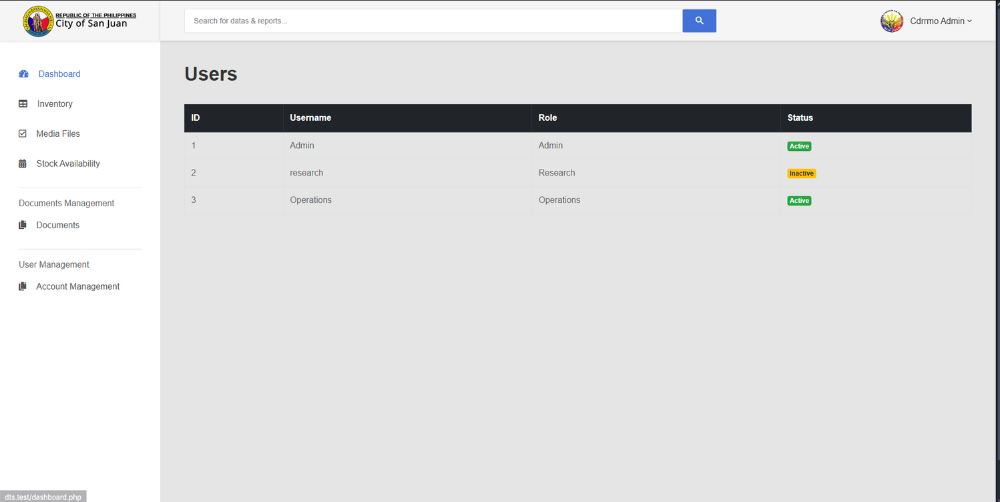 REPUBLIC OF THE PHILIPPINES
City of San Juan
Search for datas & reports...
Cdrrmo Admin
Dashboard
Inventory
Media Files
Stock Availability
Documents Management
Documents
User Management
Account Management
Users
ID Username Role Status
1 Admin Admin Active
2 research Research Inactive
3 Operations Operations Active
dts.test/dashboard.php